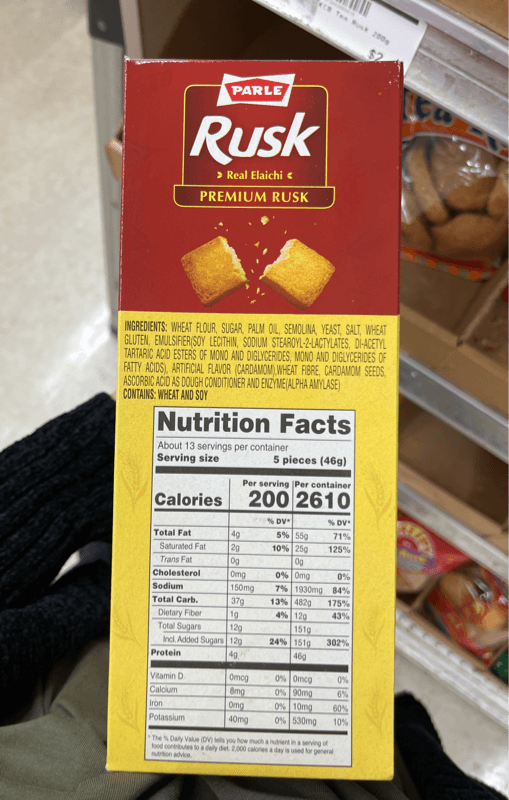 Tea Rusk 200g
$2
PARLE
Rusk
Real Elaichi
PREMIUM RUSK
INGREDIENTS: WHEAT FLOUR, SUGAR, PALM OIL, SEMOLINA, YEAST, SALT, WHEAT
GLUTEN, EMULSIFIER(SOY LECITHIN, SODIUM STEAROYL-2-LACTYLATES, DI-ACETYL
TARTARIC ACID ESTERS OF MONO AND DIGLYCERIDES, MONO AND DIGLYCERIDES OF
FATTY ACIDS), ARTIFICIAL FLAVOR (CARDAMOM),WHEAT FIBRE, CARDAMOM SEEDS,
ASCORBIC ACID AS DOUGH CONDITIONER AND ENZYME(ALPHA AMYLASE)
CONTAINS: WHEAT AND SOY
Nutrition Facts
About 13 servings per container
Serving size 5 pieces (46g)
Per serving Per container
Calories 200 2610
% DV* % DV*
Total Fat 4g 5% 55g 71%
Saturated Fat 2g 10% 25g 125%
Trans Fat 0g 0g
Cholesterol 0mg 0% 0mg 0%
Sodium 150mg 7% 1930mg 84%
Total Carb. 37g 13% 482g 175%
Dietary Fiber 1g 4% 12g 43%
Total Sugars 12g 151g
Incl. Added Sugars 12g 24% 151g 302%
Protein 4g 46g
Vitamin D 0mcg 0% 0mcg 0%
Calcium 8mg 0% 90mg 6%
Iron 0mg 0% 10mg 60%
Potassium 40mg 0% 530mg 10%
* The % Daily Value (DV) tells you how much a nutrient in a serving of
food contributes to a daily diet. 2,000 calories a day is used for general
nutrition advice.